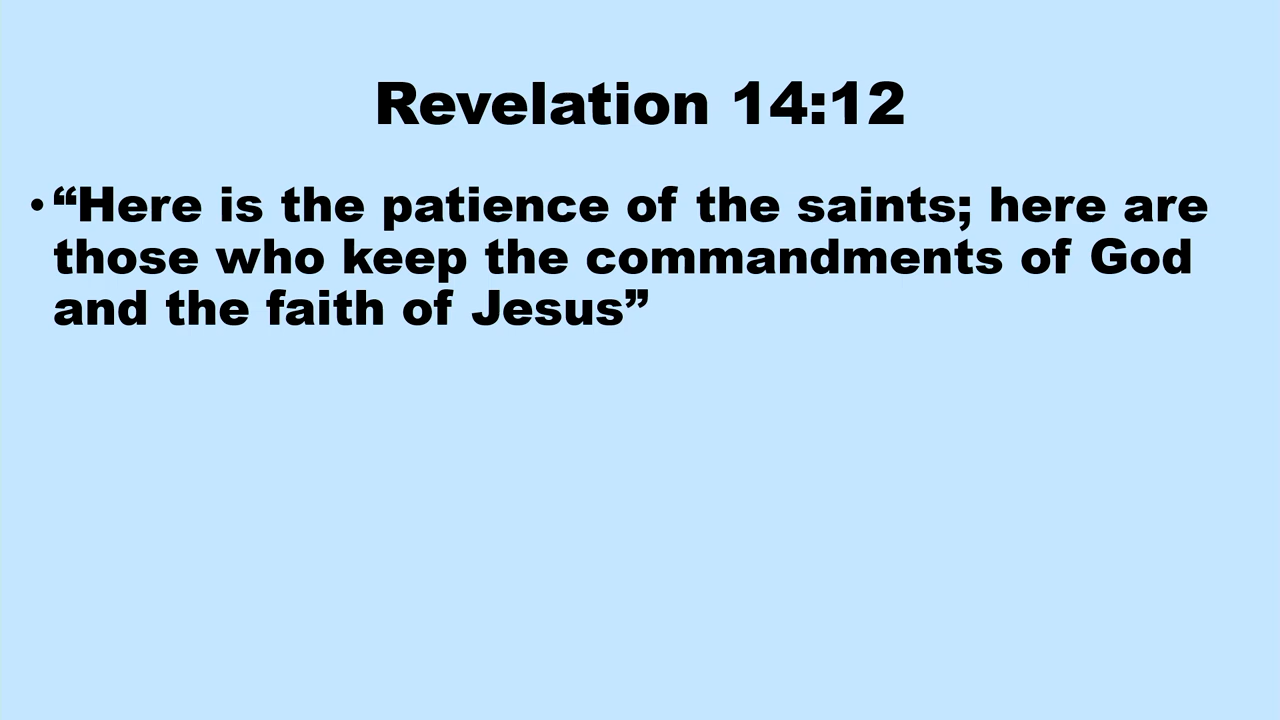 Revelation 14:12
• “Here is the patience of the saints; here are
those who keep the commandments of God
and the faith of Jesus”